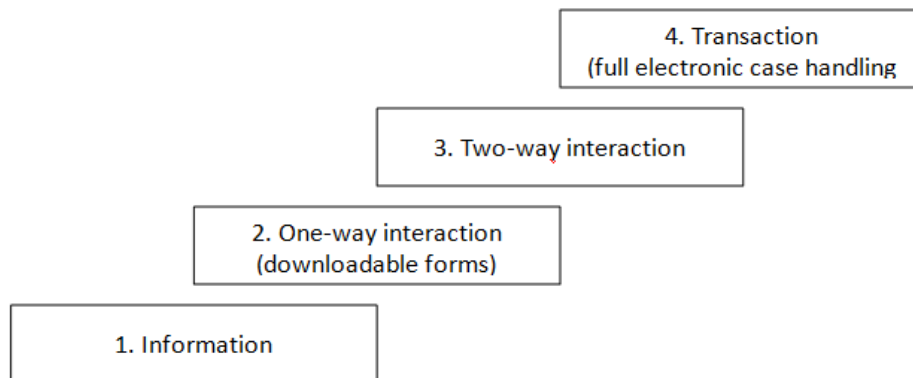 4. Transaction
(full electronic case handling
3. Two-way interaction
2. One-way interaction
(downloadable forms)
1. Information